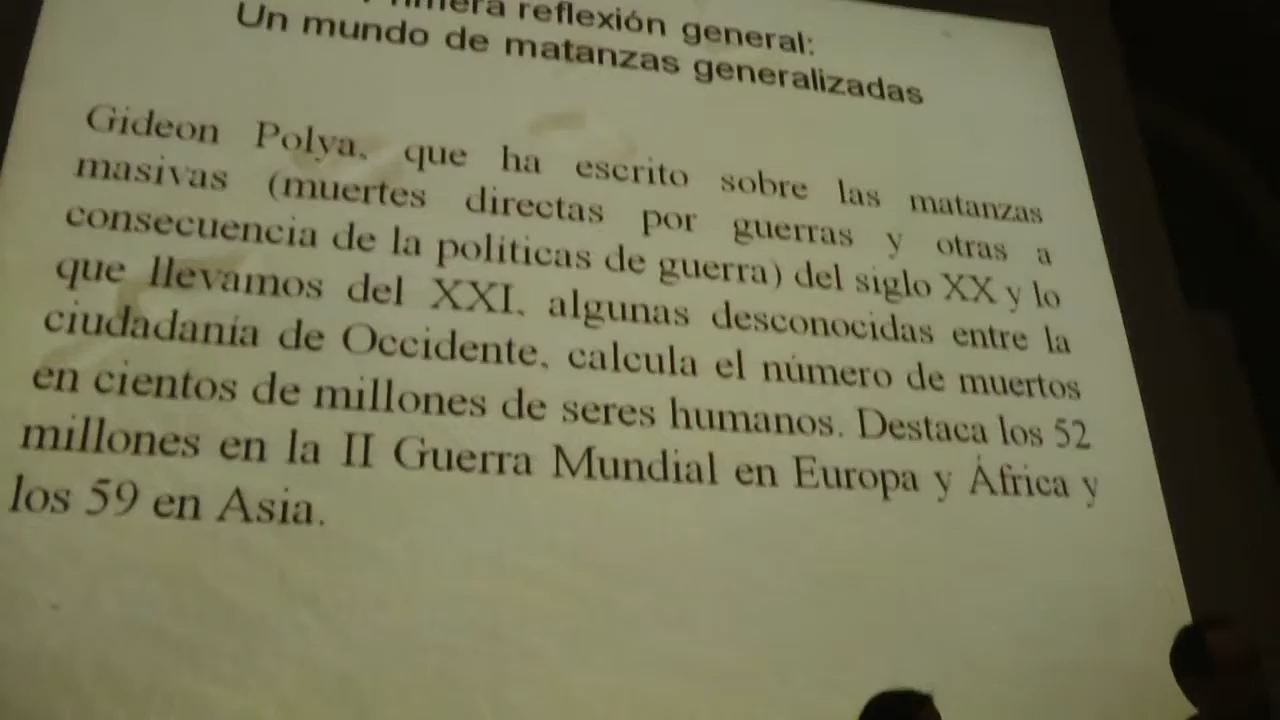 reflexión general:
Un mundo de matanzas generalizadas
Gideon Polya, que ha escrito sobre las matanzas
masivas (muertes directas por guerras y otras a
consecuencia de la políticas de guerra) del siglo XX y lo
que llevamos del XXI, algunas desconocidas entre la
ciudadanía de Occidente, calcula el número de muertos
en cientos de millones de seres humanos. Destaca los 52
millones en la II Guerra Mundial en Europa y África y
los 59 en Asia.